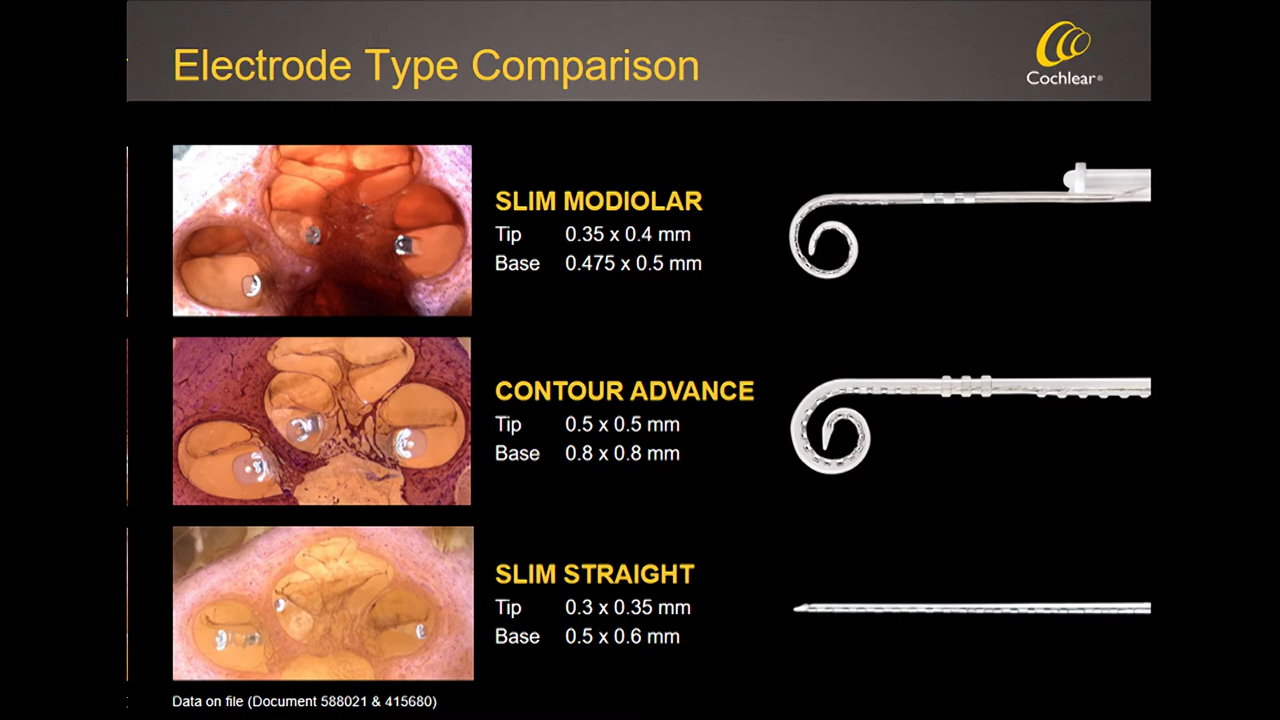 Electrode Type Comparison
Cochlear®
SLIM MODIOLAR
Tip 0.35 x 0.4 mm
Base 0.475 x 0.5 mm
CONTOUR ADVANCE
Tip 0.5 x 0.5 mm
Base 0.8 x 0.8 mm
SLIM STRAIGHT
Tip 0.3 x 0.35 mm
Base 0.5 x 0.6 mm
Data on file (Document 588021 & 415680)